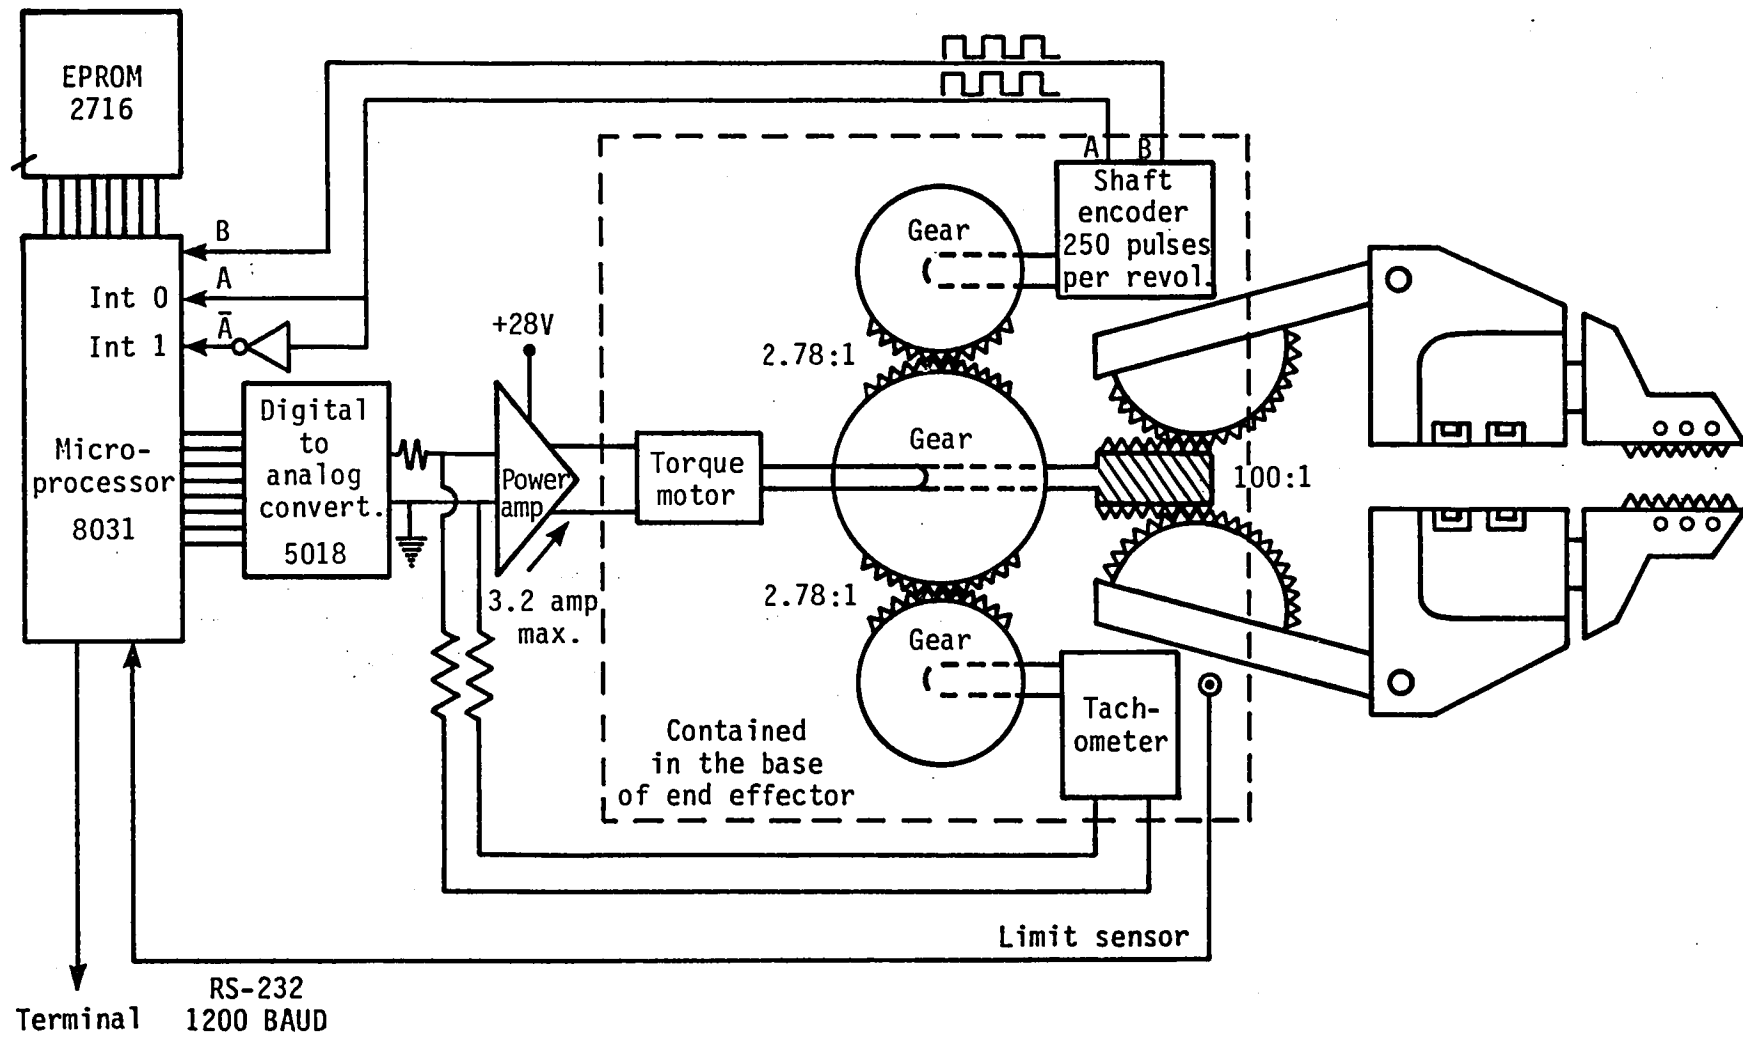 EPROM
2716
A
B
Shaft
encoder
250 pulses
per revol.
Gear
B
A
Int 0
A̅
Int 1
+28V
2.78:1
Digital
to
analog
convert.
5018
Micro-
processor
8031
Power
amp
Torque
motor
Gear
100:1
3.2 amp
max.
2.78:1
Gear
Tach-
ometer
Contained
in the base
of end effector
Limit sensor
RS-232
1200 BAUD
Terminal